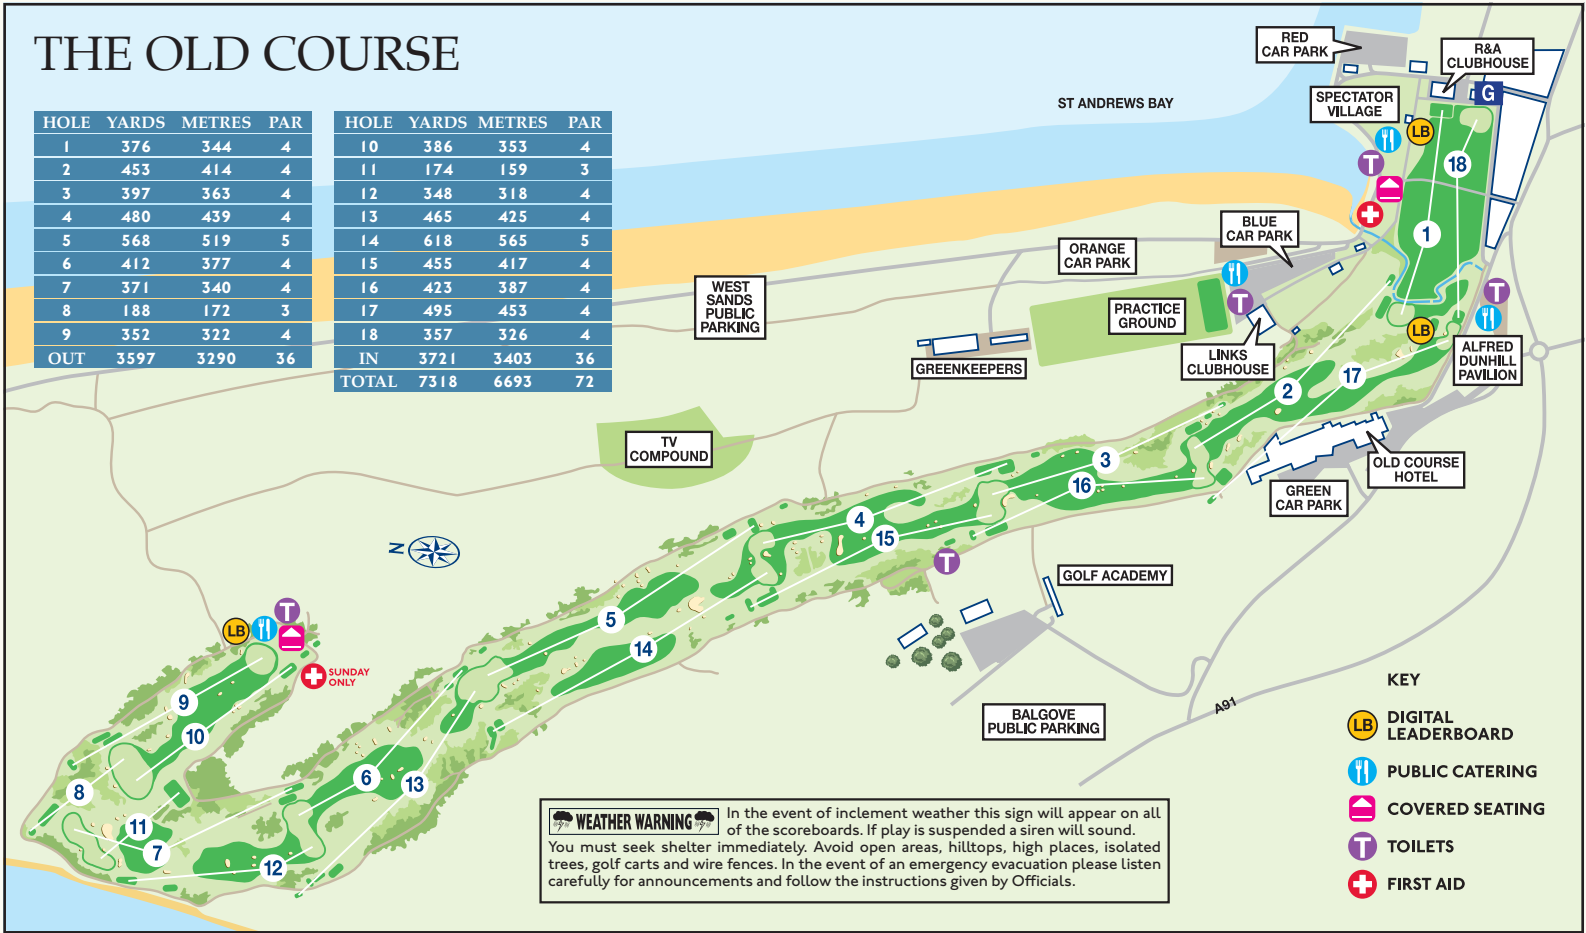 THE OLD COURSE
HOLE YARDS METRES PAR
1 376 344 4
2 453 414 4
3 397 363 4
4 480 439 4
5 568 519 5
6 412 377 4
7 371 340 4
8 188 172 3
9 352 322 4
OUT 3597 3290 36
HOLE YARDS METRES PAR
10 386 353 4
11 174 159 3
12 348 318 4
13 465 425 4
14 618 565 5
15 455 417 4
16 423 387 4
17 495 453 4
18 357 326 4
IN 3721 3403 36
TOTAL 7318 6693 72
ST ANDREWS BAY
RED
CAR PARK
R&A
CLUBHOUSE
G
SPECTATOR
VILLAGE
LB
T
18
1
BLUE
CAR PARK
ORANGE
CAR PARK
T
WEST
SANDS
PUBLIC
PARKING
PRACTICE
GROUND
T
LB
LINKS
CLUBHOUSE
ALFRED
DUNHILL
PAVILION
GREENKEEPERS
2
17
TV
COMPOUND
3
16
OLD COURSE
HOTEL
GREEN
CAR PARK
4
15
N
T
GOLF ACADEMY
5
14
T
LB
SUNDAY
ONLY
9
10
8
11
7
6
13
12
BALGOVE
PUBLIC PARKING
A91
KEY
LB
DIGITAL
LEADERBOARD
PUBLIC CATERING
COVERED SEATING
T TOILETS
FIRST AID
WEATHER WARNING In the event of inclement weather this sign will appear on all
of the scoreboards. If play is suspended a siren will sound.
You must seek shelter immediately. Avoid open areas, hilltops, high places, isolated
trees, golf carts and wire fences. In the event of an emergency evacuation please listen
carefully for announcements and follow the instructions given by Officials.